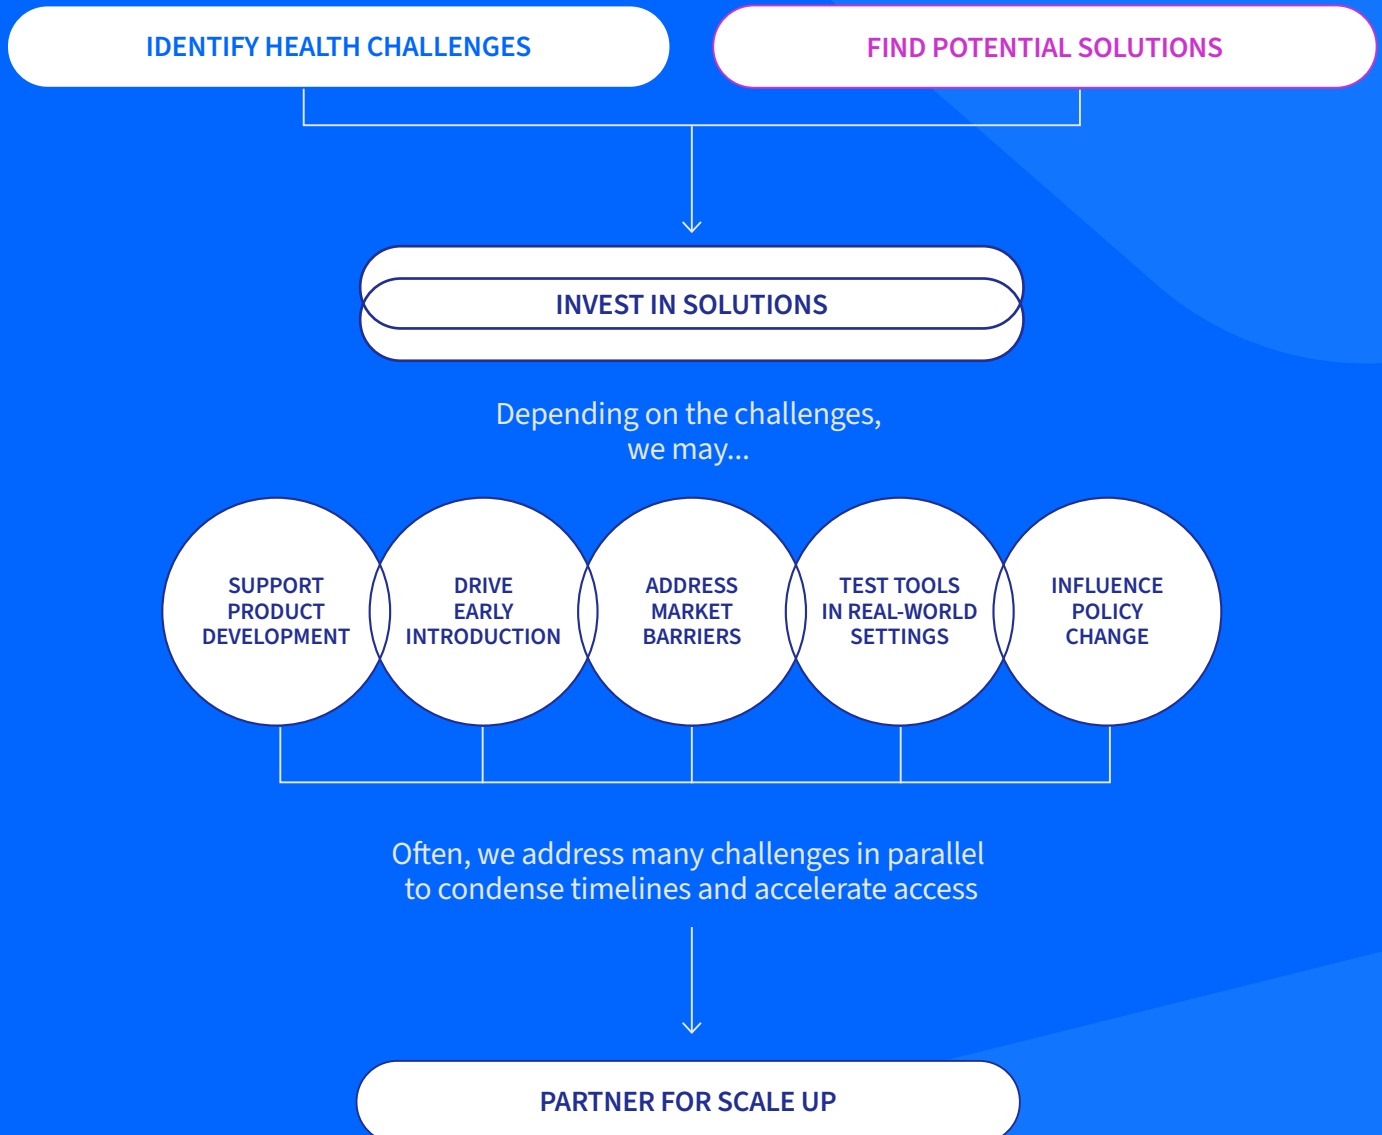 IDENTIFY HEALTH CHALLENGES
FIND POTENTIAL SOLUTIONS
INVEST IN SOLUTIONS
Depending on the challenges,
we may...
SUPPORT
PRODUCT
DEVELOPMENT
DRIVE
EARLY
INTRODUCTION
ADDRESS
MARKET
BARRIERS
TEST TOOLS
IN REAL-WORLD
SETTINGS
INFLUENCE
POLICY
CHANGE
Often, we address many challenges in parallel
to condense timelines and accelerate access
PARTNER FOR SCALE UP